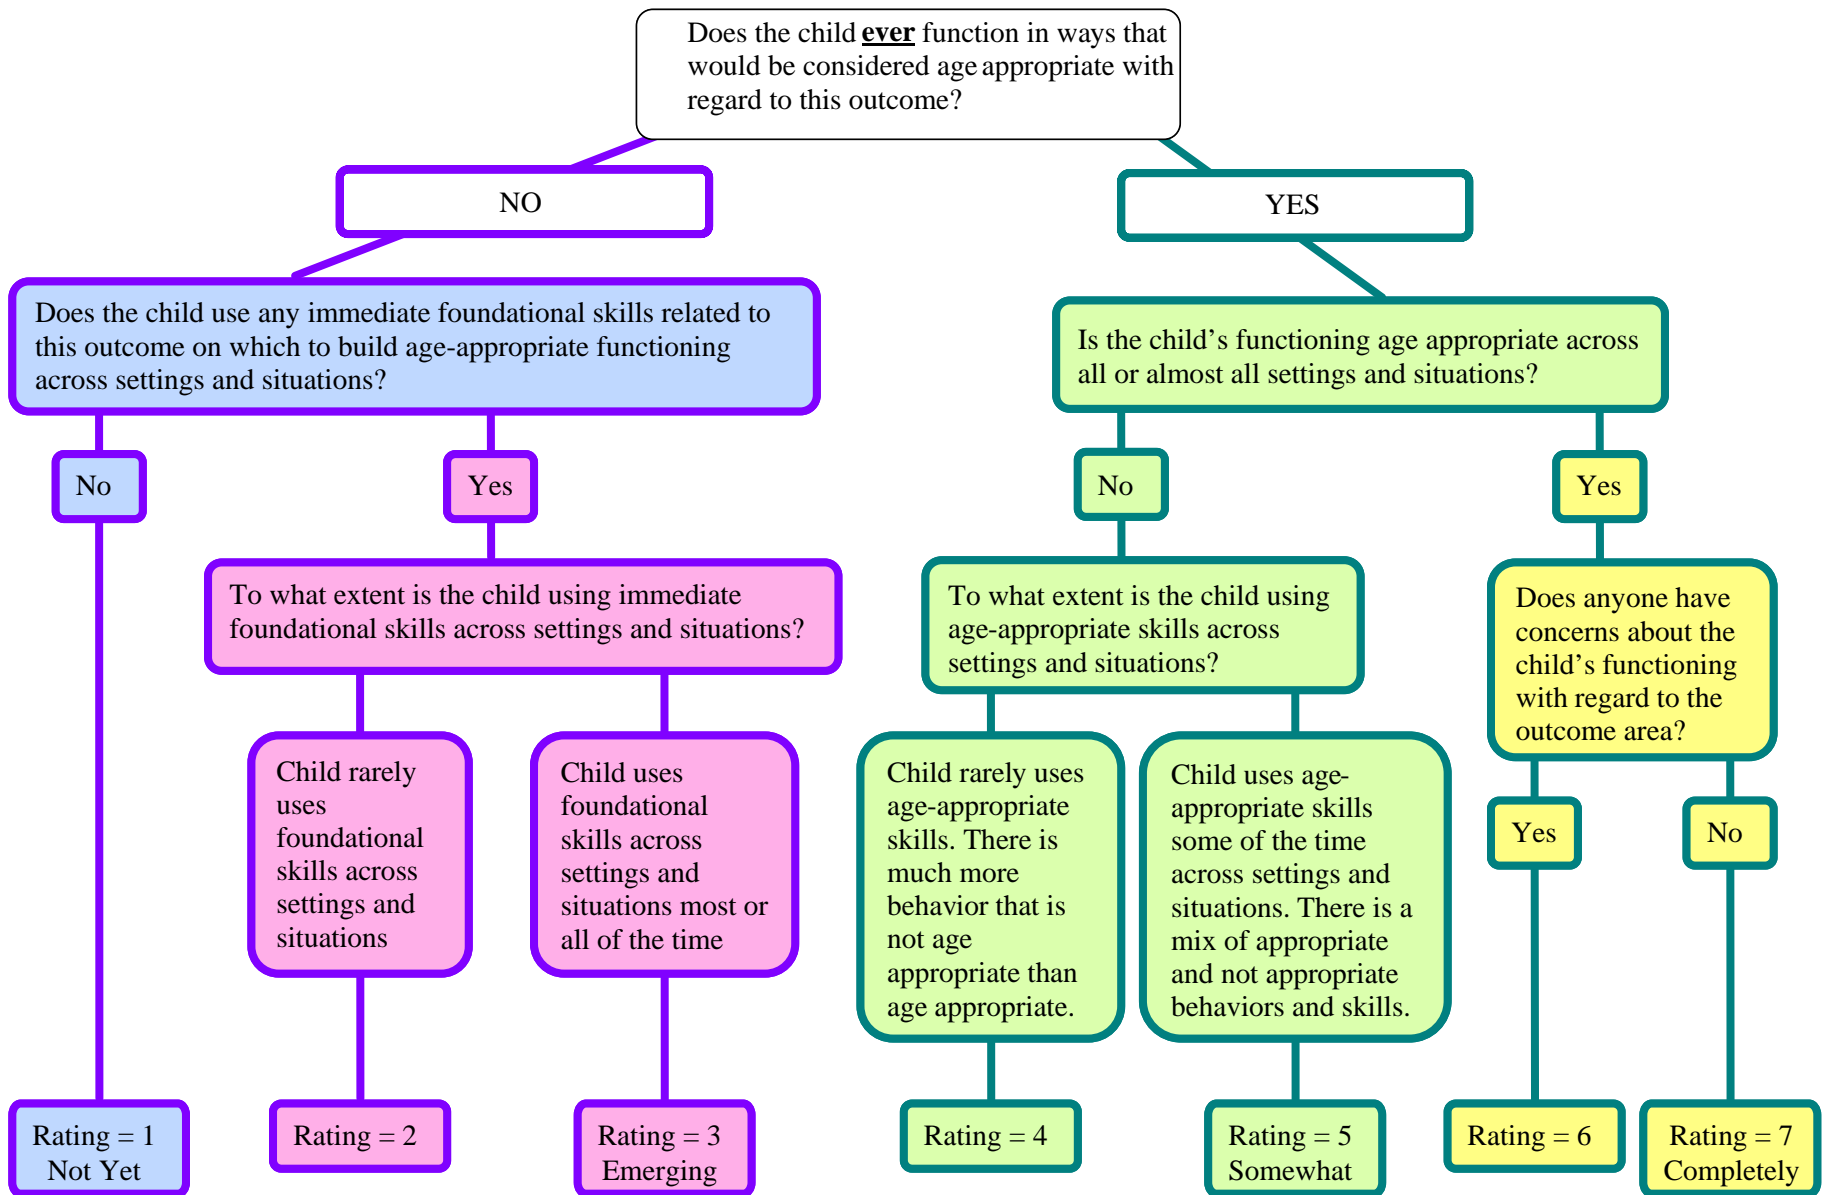 Does the child ever function in ways that
would be considered age appropriate with
regard to this outcome?
NO
YES
Does the child use any immediate foundational skills related to
this outcome on which to build age-appropriate functioning
across settings and situations?
Is the child’s functioning age appropriate across
all or almost all settings and situations?
No
Yes
No
Yes
To what extent is the child using immediate
foundational skills across settings and situations?
To what extent is the child using
age-appropriate skills across
settings and situations?
Does anyone have
concerns about the
child’s functioning
with regard to the
outcome area?
Child rarely
uses
foundational
skills across
settings and
situations
Child uses
foundational
skills across
settings and
situations most or
all of the time
Child rarely uses
age-appropriate
skills. There is
much more
behavior that is
not age
appropriate than
age appropriate.
Child uses age-
appropriate skills
some of the time
across settings and
situations. There is a
mix of appropriate
and not appropriate
behaviors and skills.
Yes
No
Rating = 1
Not Yet
Rating = 2
Rating = 3
Emerging
Rating = 4
Rating = 5
Somewhat
Rating = 6
Rating = 7
Completely